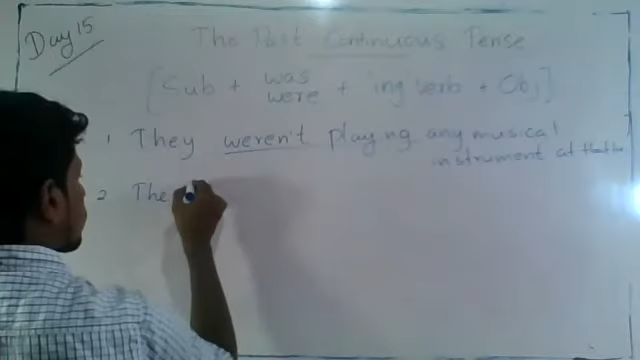 Day 15
The Past Continuous Tense
[Sub + was were + ing verb + Obj]
1 They weren't playing any musical
instrument at that
2 The